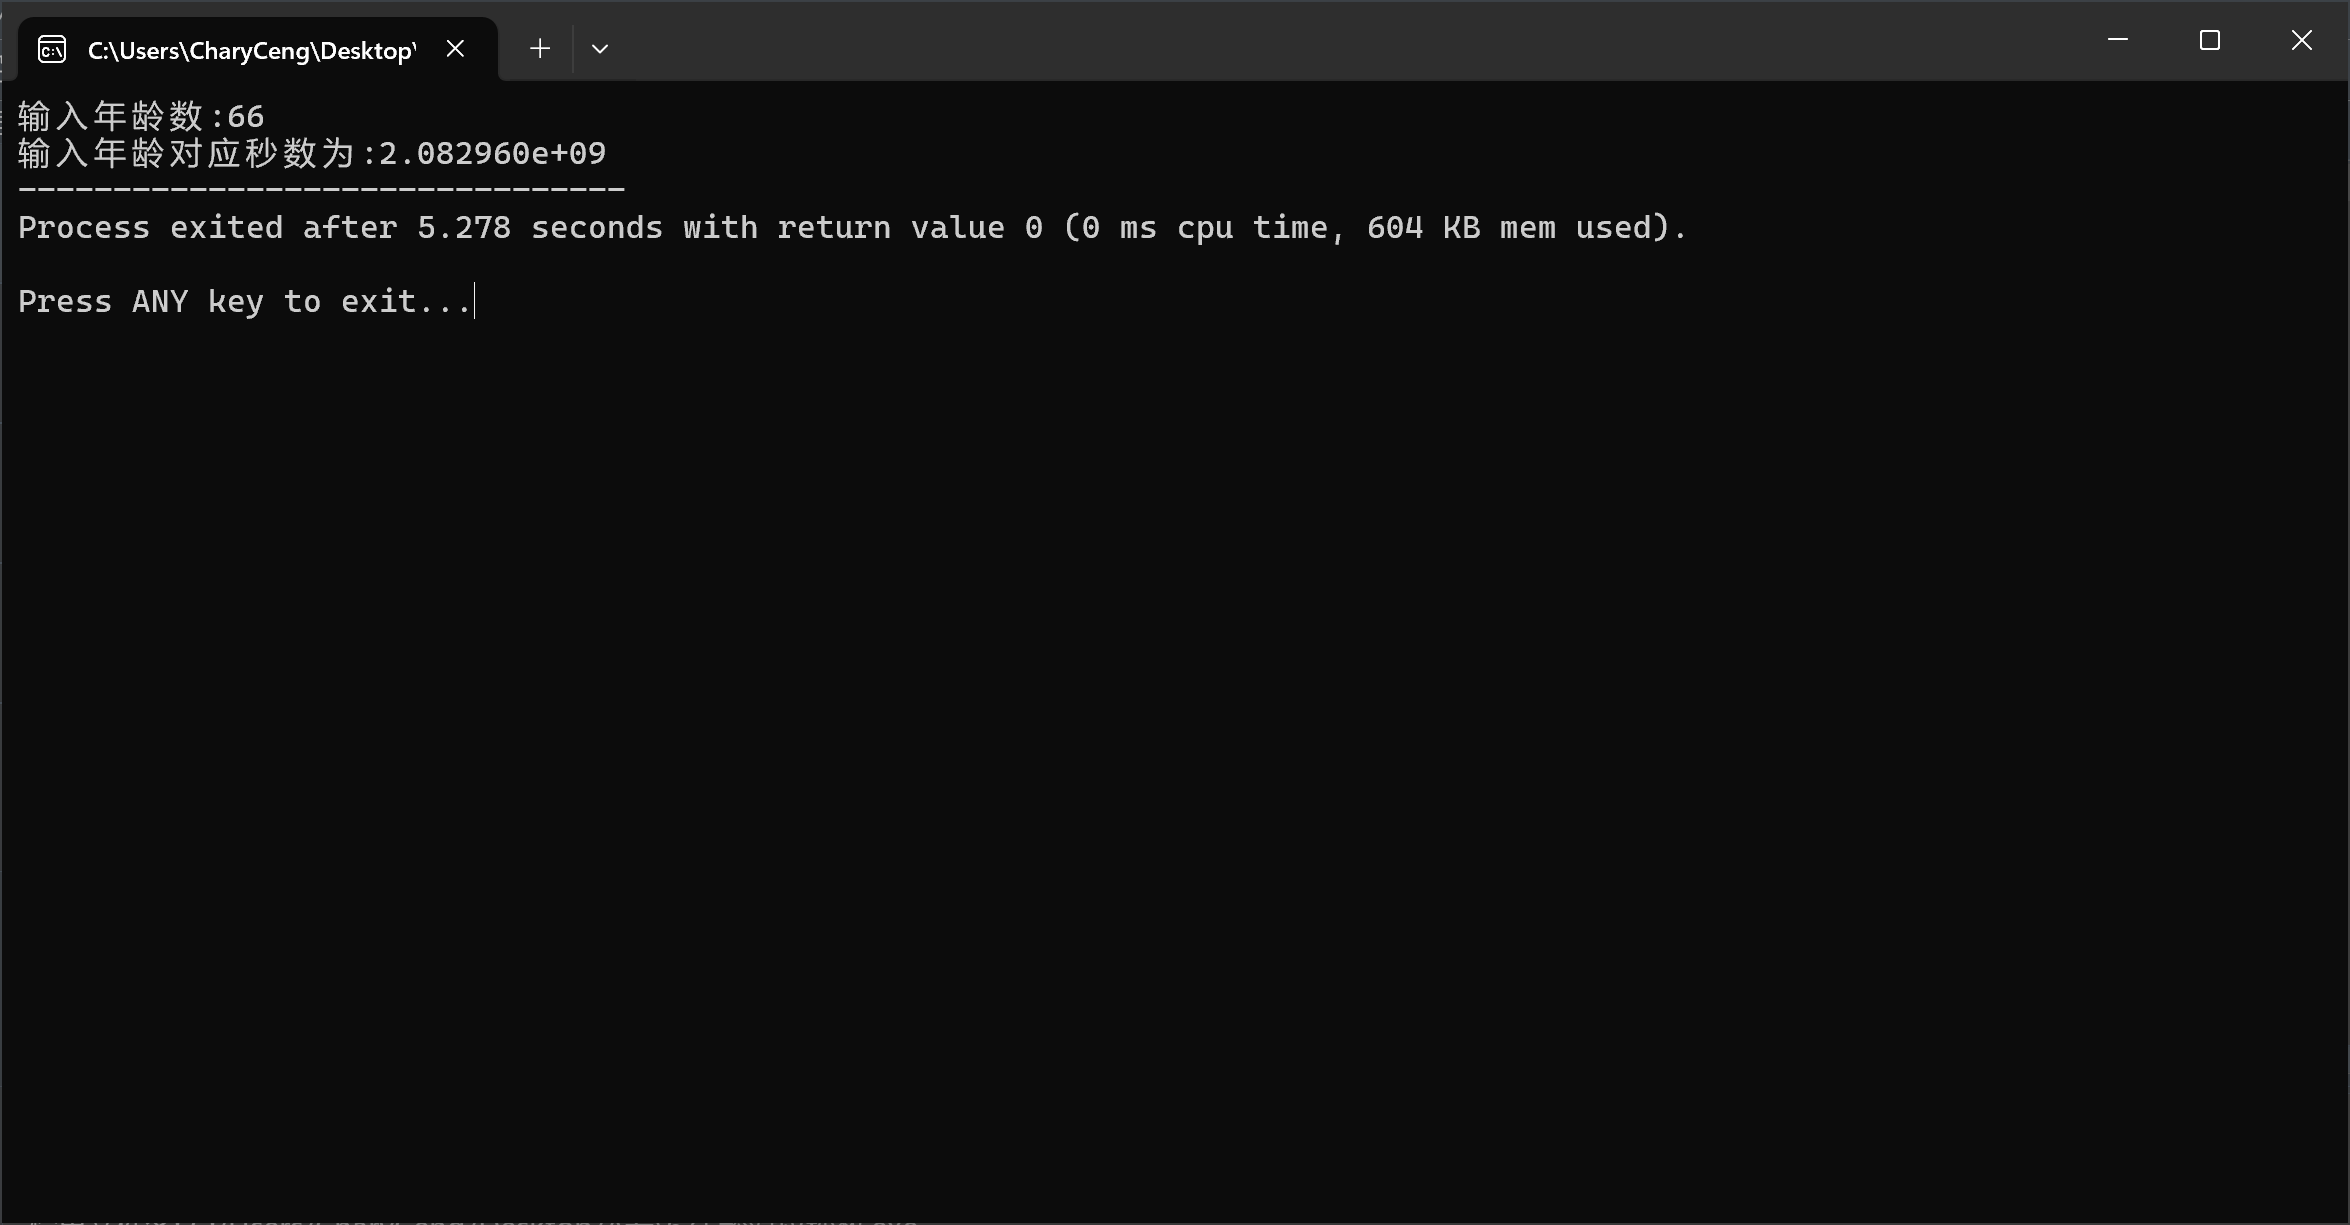 C:\Users\CharyCeng\Desktop\
输入年龄数:66
输入年龄对应秒数为:2.082960e+09
--------------------------------
Process exited after 5.278 seconds with return value 0 (0 ms cpu time, 604 KB mem used).
Press ANY key to exit...